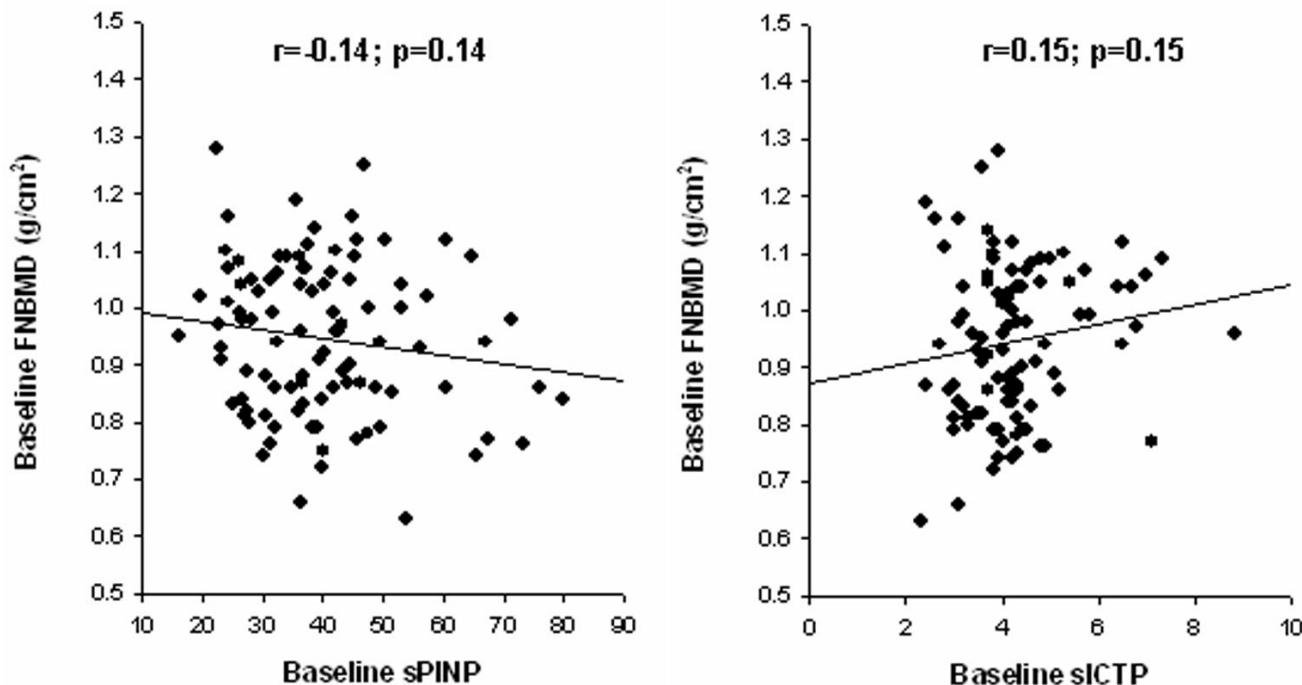 r=-0.14; p=0.14
Baseline FNBMD (g/cm²)
1.5
1.4
1.3
1.2
1.1
1.0
0.9
0.8
0.7
0.6
0.5
10 20 30 40 50 60 70 80 90
Baseline sPINP
r=0.15; p=0.15
Baseline FNBMD (g/cm²)
1.5
1.4
1.3
1.2
1.1
1.0
0.9
0.8
0.7
0.6
0.5
0 2 4 6 8 10
Baseline sICTP